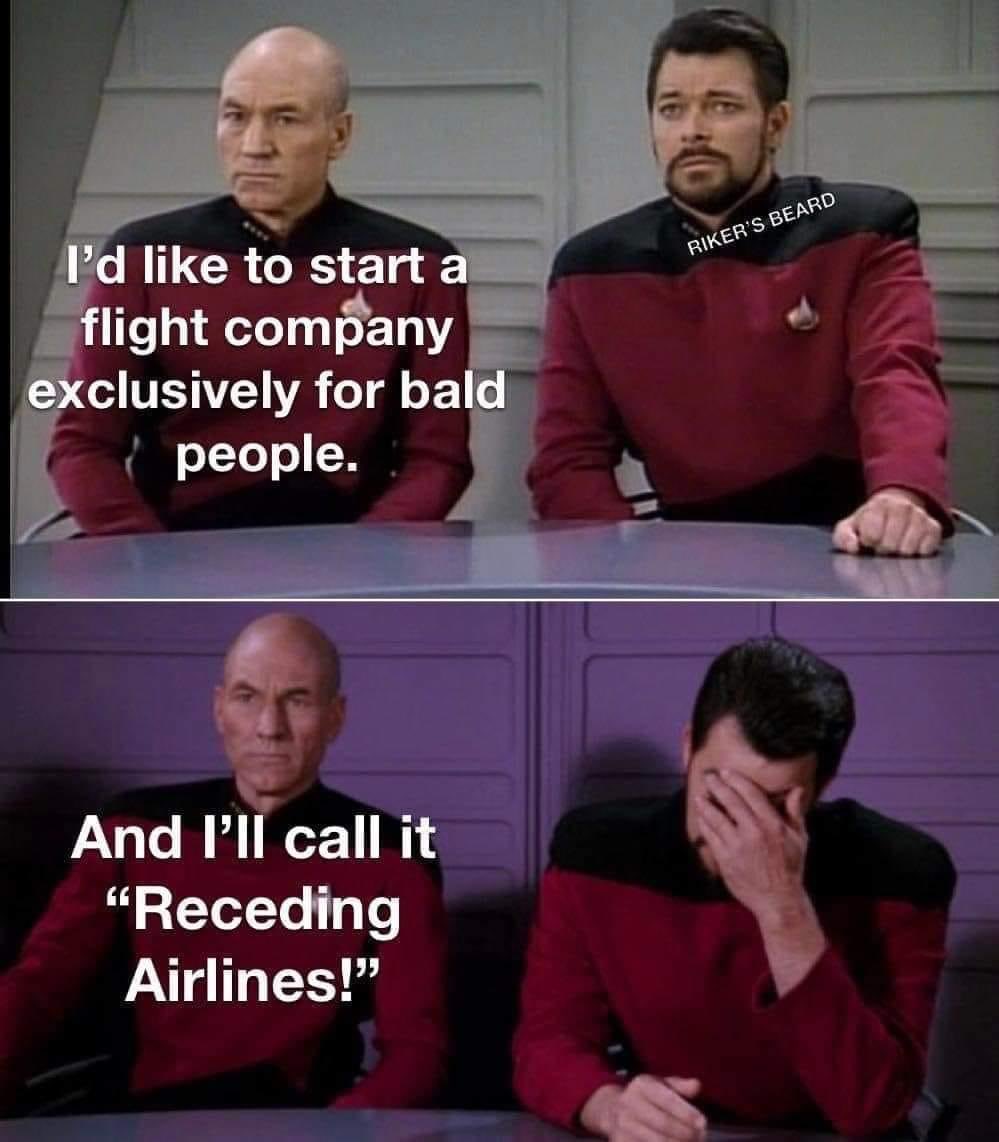 I’d like to start a
flight company
exclusively for bald
people.
RIKER’S BEARD
And I’ll call it
“Receding
Airlines!”